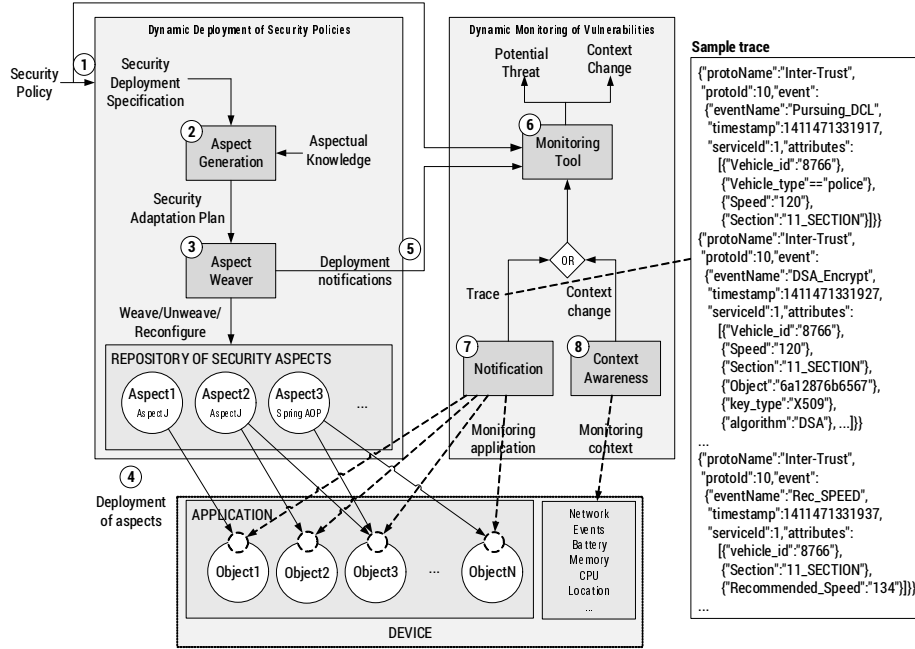 Dynamic Deployment of Security Policies
Dynamic Monitoring of Vulnerabilities
1
Security
Policy
Security
Deployment
Specification
2
Aspect
Generation
Aspectual
Knowledge
Security
Adaptation Plan
3
Aspect
Weaver
Deployment
notifications
5
Weave/Unweave/
Reconfigure
REPOSITORY OF SECURITY ASPECTS
Aspect1
AspectJ
Aspect2
AspectJ
Aspect3
Spring AOP
...
4
Deployment
of aspects
Potential
Threat
Context
Change
6
Monitoring
Tool
OR
Trace
Context
change
7
Notification
8
Context
Awareness
Monitoring
application
Monitoring
context
APPLICATION
Object1
Object2
Object3
...
ObjectN
Network
Events
Battery
Memory
CPU
Location
...
DEVICE
Sample trace
{"protoName":"Inter-Trust",
"protoId":10,"event":
{"eventName":"Pursuing_DCL",
"timestamp":1411471331917,
"serviceId":1,"attributes":
[{"Vehicle_id":"8766"},
{"Vehicle_type"=="police"},
{"Speed":"120"},
{"Section":"11_SECTION"}]}}
{"protoName":"Inter-Trust",
"protoId":10,"event":
{"eventName":"DSA_Encrypt",
"timestamp":1411471331927,
"serviceId":1,"attributes":
[{"Vehicle_id":"8766"},
{"Speed":"120"},
{"Section":"11_SECTION"},
{"Object":"6a12876b6567"},
{"key_type":"X509"},
{"algorithm":"DSA"}, ...]}}
...
{"protoName":"Inter-Trust",
"protoId":10,"event":
{"eventName":"Rec_SPEED",
"timestamp":1411471331937,
"serviceId":1,"attributes":
[{"vehicle_id":"8766"},
{"Section":"11_SECTION"},
{"Recommended_Speed":"134"}]}}
...